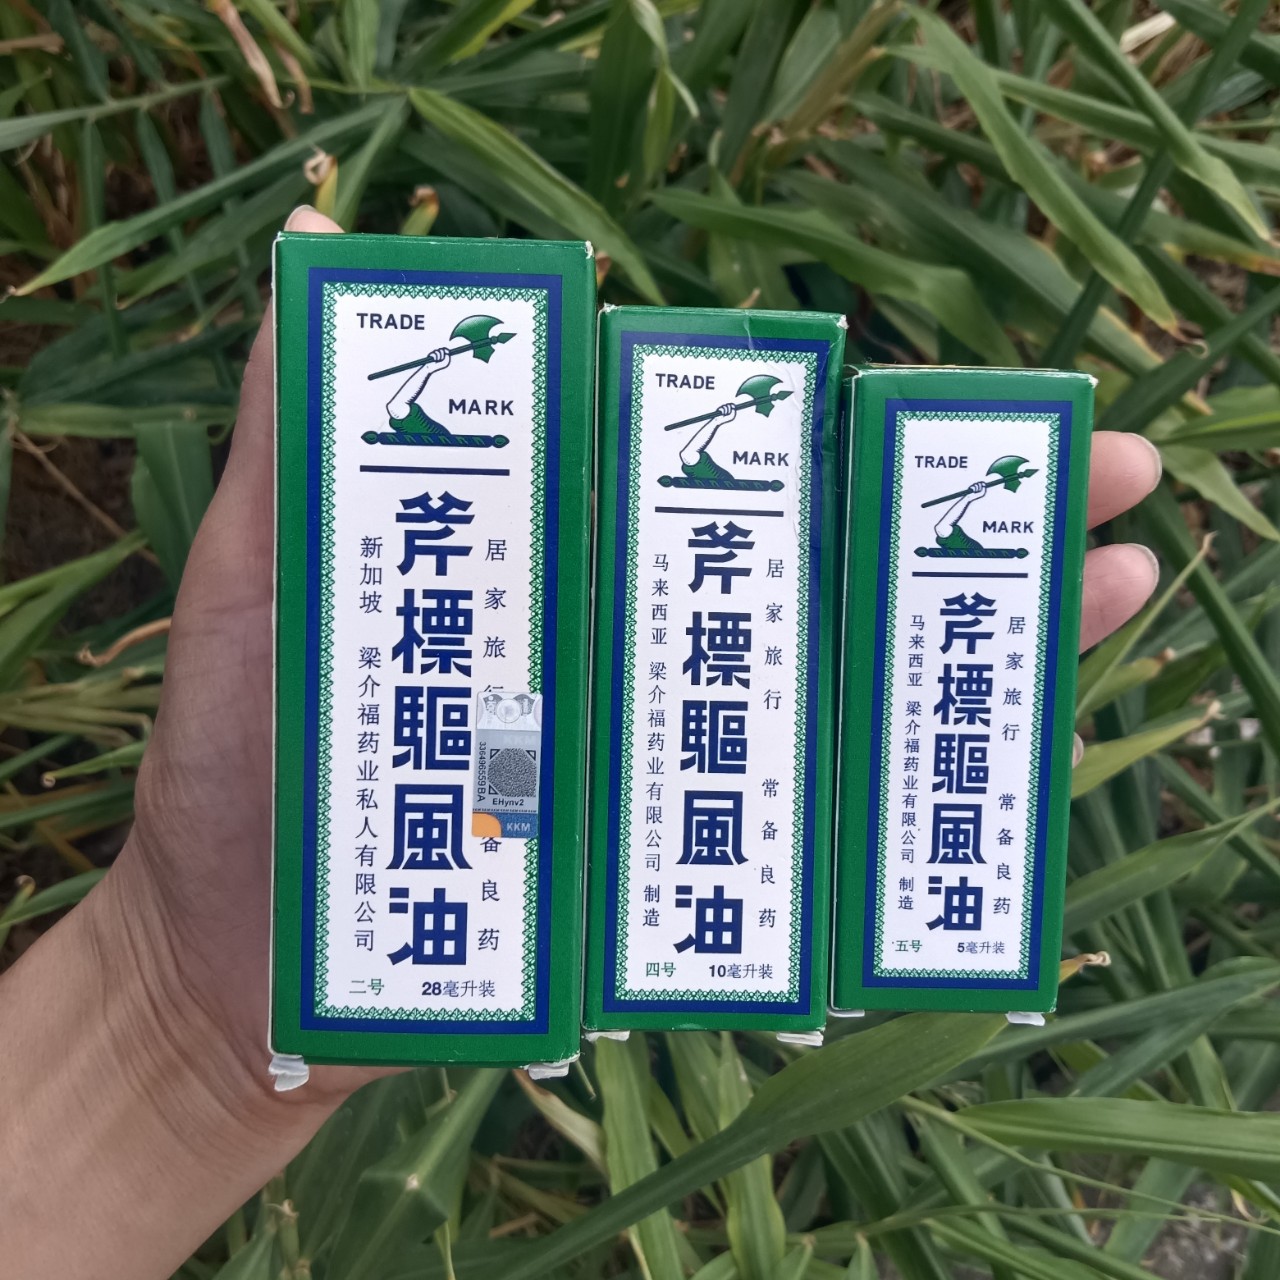 TRADE
MARK
居家旅行
备良药
斧標驅風油
新加坡 梁介福药业私人有限公司
二号
28毫升装
336496559BA
EHynv2
KKM
TRADE
MARK
居家旅行 常备良药
斧標驅風油
马来西亚 梁介福药业有限公司 制造
四号
10毫升装
TRADE
MARK
居家旅行 常备良药
斧標驅風油
马来西亚 梁介福药业有限公司 制造
五号
5毫升装